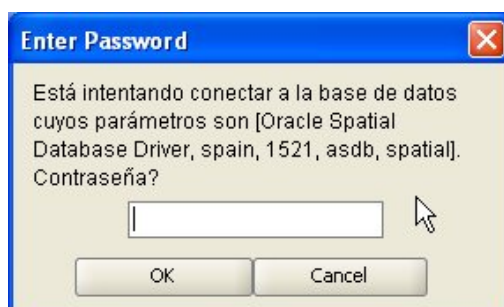 Enter Password
Está intentando conectar a la base de datos
cuyos parámetros son [Oracle Spatial
Database Driver, spain, 1521, asdb, spatial].
Contraseña?
OK Cancel